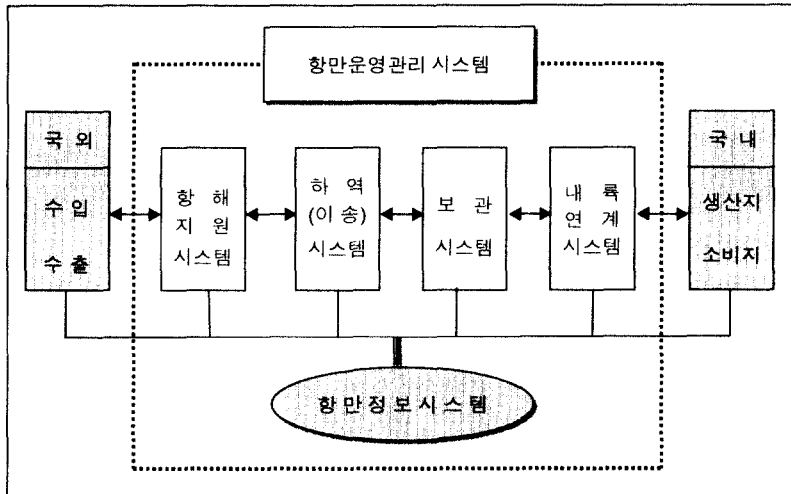 항만운영관리 시스템
국 외
수 입
수 출
항 해
지 원
시스템
하 역
(이 송)
시스템
보 관
시스템
내 륙
연 계
시스템
국 내
생산지
소비지
항 만 정 보 시 스 템